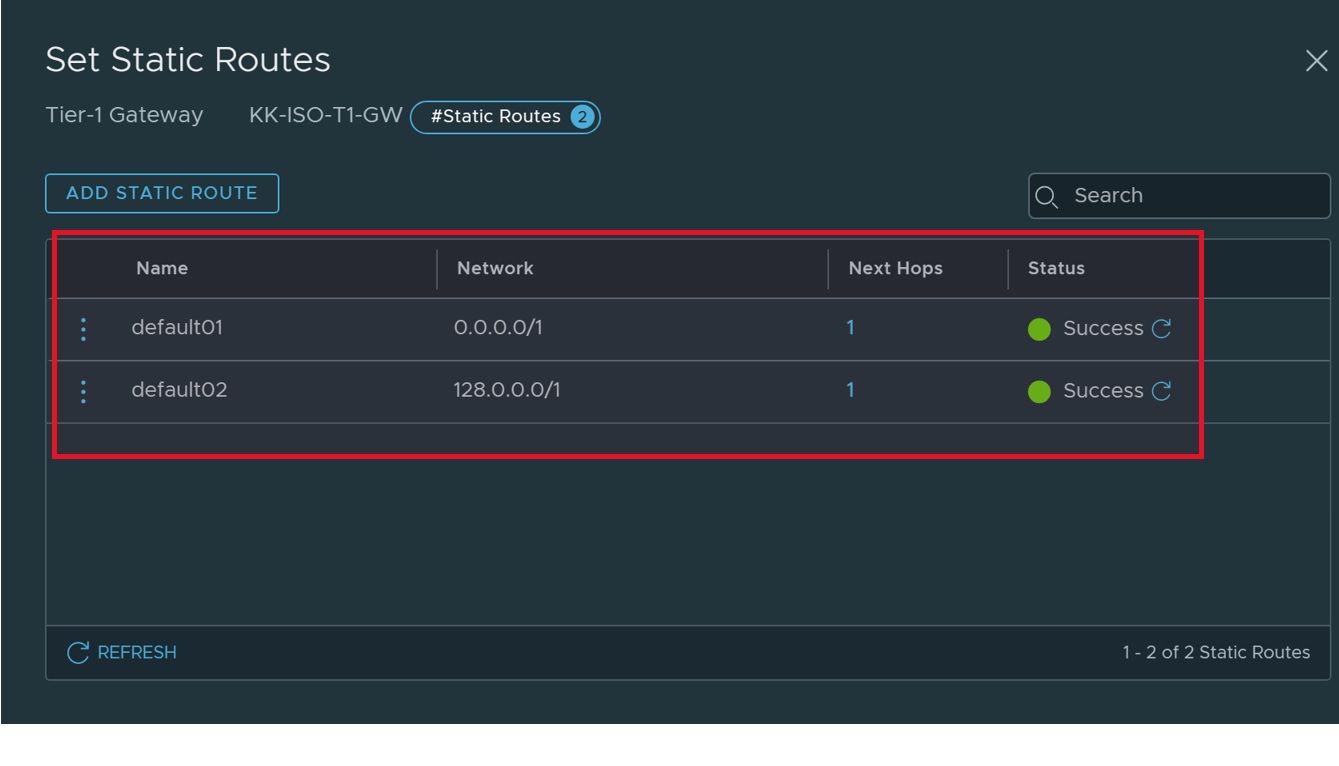 Set Static Routes
Tier-1 Gateway KK-ISO-T1-GW #Static Routes 2
ADD STATIC ROUTE Search
Name Network Next Hops Status
default01 0.0.0.0/1 1 Success
default02 128.0.0.0/1 1 Success
REFRESH 1 - 2 of 2 Static Routes